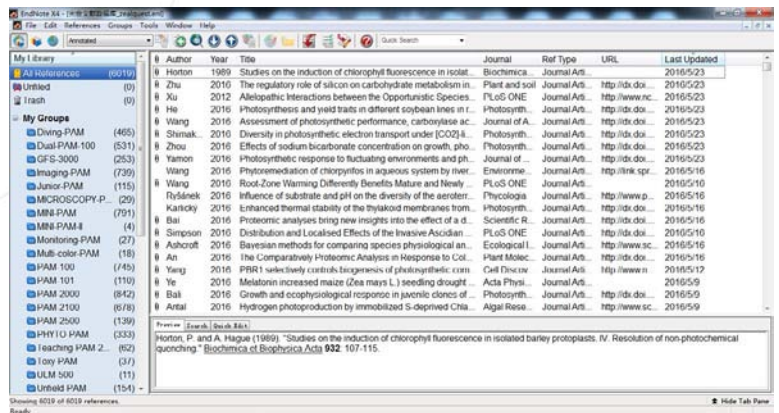 EndNote X4 - [光合文献数据库_zealquest.enl]
File Edit References Groups Tools Window Help
Annotated Quick Search
My Library
All References (6019)
Unfiled (0)
Trash (0)
My Groups
Diving-PAM (465)
Dual-PAM-100 (531)
GFS-3000 (253)
Imaging-PAM (739)
Junior-PAM (115)
MICROSCOPY-P... (29)
MINI-PAM (791)
MINI-PAM-II (4)
Monitoring-PAM (27)
Multi-color-PAM (18)
PAM 100 (745)
PAM 101 (110)
PAM 2000 (842)
PAM 2100 (678)
PAM 2500 (139)
PHYTO PAM (333)
Teaching PAM 2... (62)
Toxy PAM (37)
ULM 500 (11)
Unfield PAM (154)
Author Year Title Journal Ref Type URL Last Updated
Horton 1989 Studies on the induction of chlorophyll fluorescence in isolat... Biochimica... Journal Arti... 2016/5/23
Zhu 2016 The regulatory role of silicon on carbohydrate metabolism in... Plant and soil Journal Arti... http://dx.doi.... 2016/5/23
Xu 2012 Allelopathic Interactions between the Opportunistic Species... PLoS ONE Journal Arti... http://www.nc... 2016/5/23
He 2016 Photosynthesis and yield traits in different soybean lines in r... Photosynth... Journal Arti... http://dx.doi.... 2016/5/23
Wang 2016 Assessment of photosynthetic performance, carboxylase ac... Journal of A... Journal Arti... http://dx.doi.... 2016/5/23
Shimak... 2016 Diversity in photosynthetic electron transport under [CO2]-li... Photosynth... Journal Arti... http://dx.doi.... 2016/5/23
Zhou 2016 Effects of sodium bicarbonate concentration on growth, pho... Photosynth... Journal Arti... http://dx.doi.... 2016/5/23
Yamon 2016 Photosynthetic response to fluctuating environments and ph... Journal of ... Journal Arti... http://dx.doi.... 2016/5/23
Wang 2016 Phytoremediation of chlorpyrifos in aqueous system by river... Environme... Journal Arti... http://link.spr... 2016/5/23
Wang 2016 Root-Zone Warming Differently Benefits Mature and Newly ... PLoS ONE Journal Arti... 2016/5/10
Ryšánek 2016 Influence of substrate and pH on the diversity of the aeroterr... Phycologia Journal Arti... http://www.p... 2016/5/16
Karlický 2016 Enhanced thermal stability of the thylakoid membranes from... Photosynth... Journal Arti... http://dx.doi.... 2016/5/16
Bai 2016 Proteomic analyses bring new insights into the effect of a d... Scientific R... Journal Arti... http://dx.doi.... 2016/5/16
Simpson 2016 Distribution and Localised Effects of the Invasive Ascidian ... PLoS ONE Journal Arti... http://dx.doi.... 2016/5/16
Ashcroft 2016 Bayesian methods for comparing species physiological an... Ecological I... Journal Arti... http://www.sc... 2016/5/16
An 2016 The Comparatively Proteomic Analysis in Response to Col... Plant Molec... Journal Arti... http://dx.doi.... 2016/5/16
Yang 2016 PBR1 selectively controls biogenesis of photosynthetic com... Cell Discov... Journal Arti... http://www.n... 2016/5/12
Ye 2016 Melatonin increased maize (Zea mays L.) seedling drought ... Acta Physi... Journal Arti... http://dx.doi.... 2016/5/9
Bali 2016 Growth and ecophysiological response in juvenile clones of ... Photosynth... Journal Arti... http://dx.doi.... 2016/5/9
Antal 2016 Hydrogen photoproduction by immobilized S-deprived Chla... Algal Rese... Journal Arti... http://www.sc... 2016/5/9
Preview Search Quick Edit
Horton, P. and A. Hague (1989). "Studies on the induction of chlorophyll fluorescence in isolated barley protoplasts. IV. Resolution of non-photochemical
quenching." Biochimica et Biophysica Acta 932: 107-115.
Showing 6019 of 6019 references. Hide Tab Pane
Ready